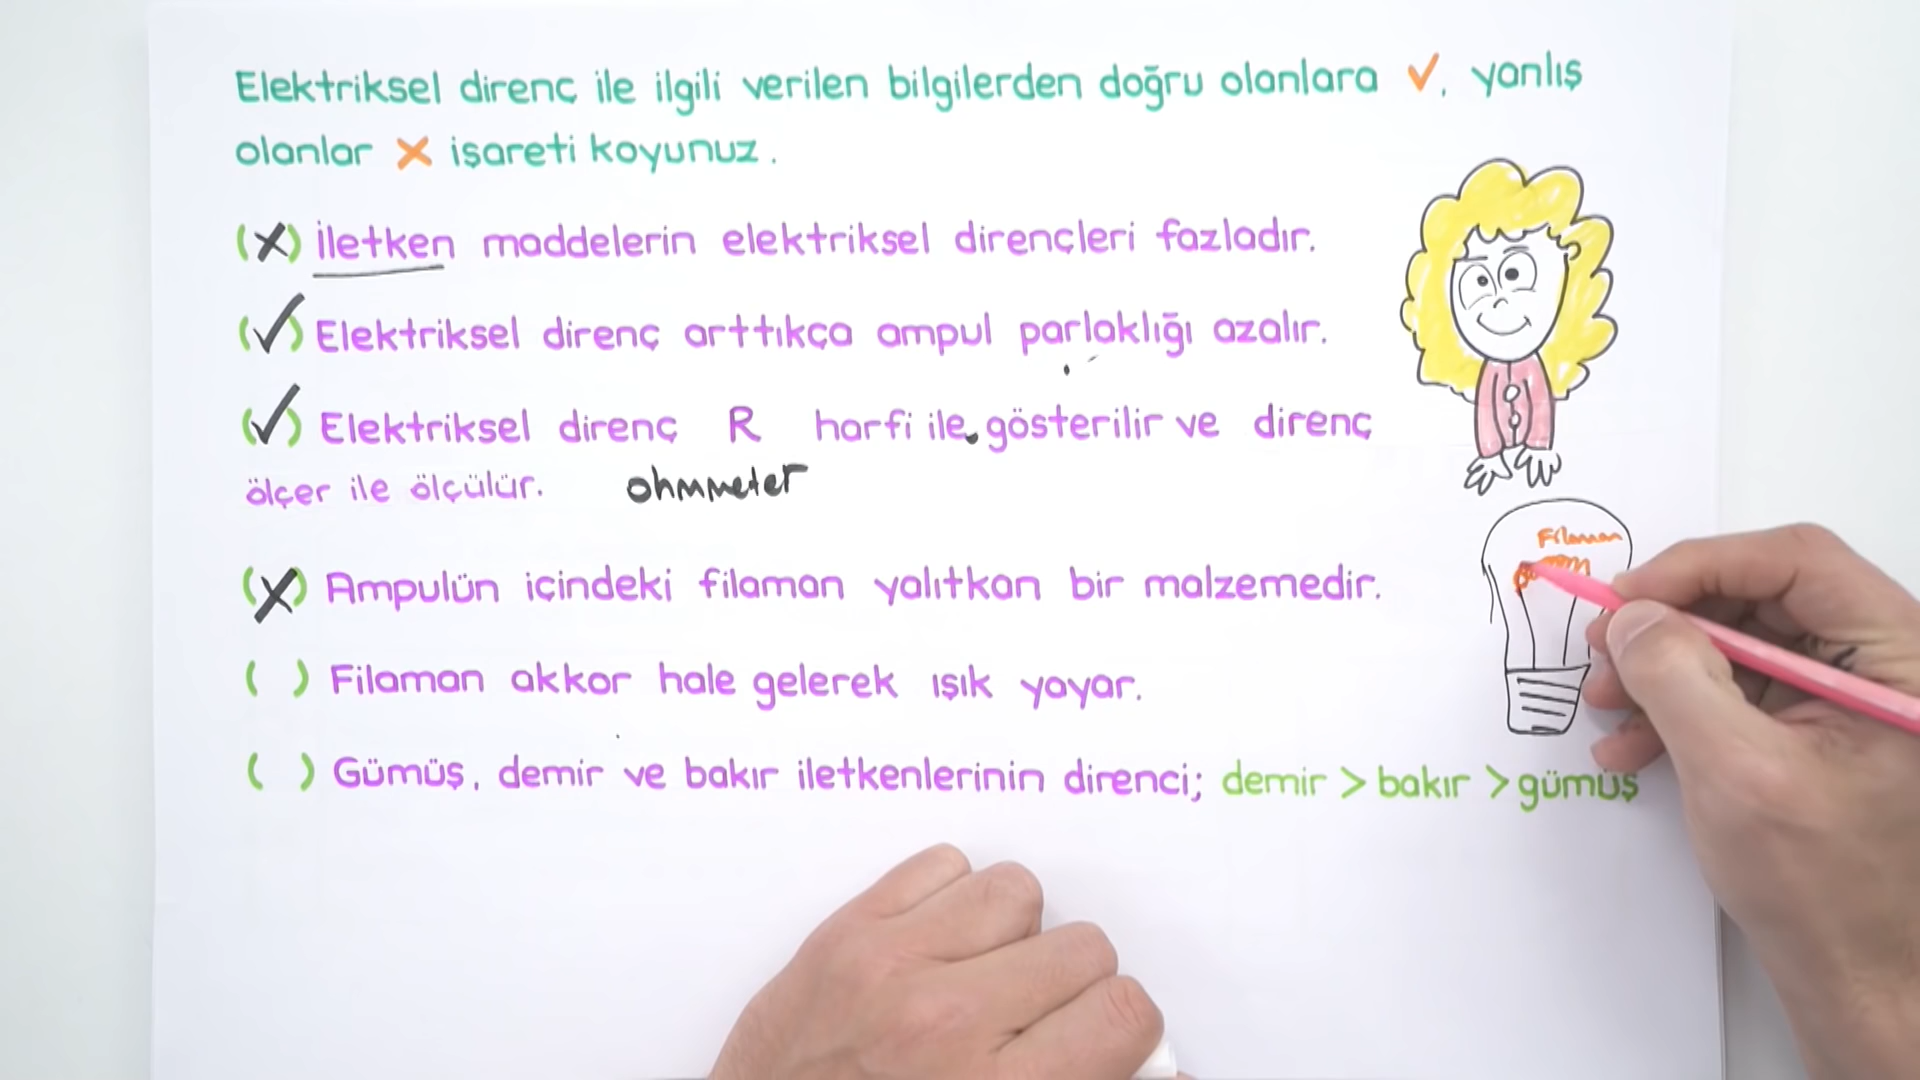 Elektriksel direnç ile ilgili verilen bilgilerden doğru olanlara ✓, yanlış
olanlar ✗ işareti koyunuz.
(✗) İletken maddelerin elektriksel dirençleri fazladır.
(✓) Elektriksel direnç arttıkça ampul parlaklığı azalır.
(✓) Elektriksel direnç R harfi ile gösterilir ve direnç
ölçer ile ölçülür. ohmmeter
Filaman
(✗) Ampulün içindeki filaman yalıtkan bir malzemedir.
( ) Filaman akkor hale gelerek ışık yayar.
( ) Gümüş, demir ve bakır iletkenlerinin direnci; demir > bakır > gümüş